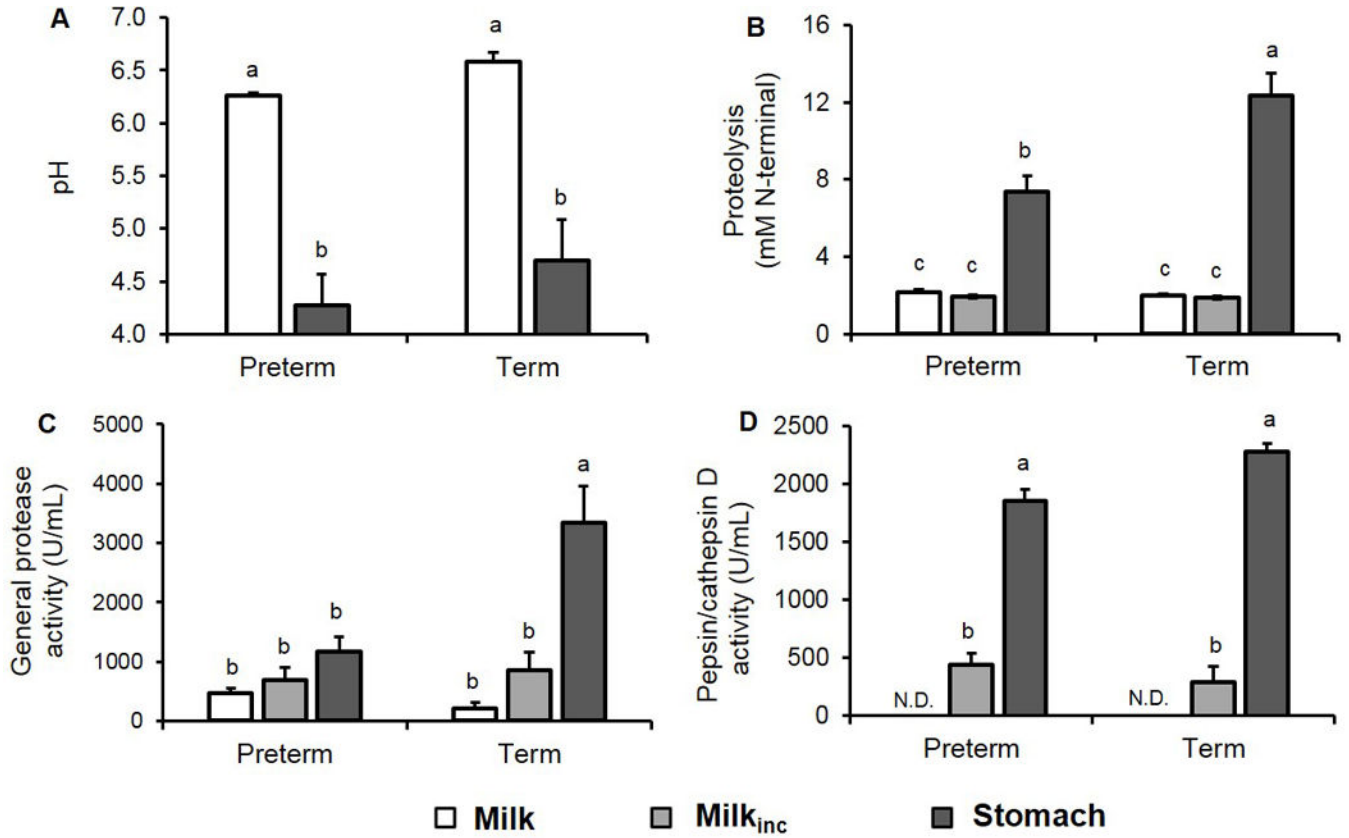 A
7.0
6.5
6.0
5.5
5.0
4.5
4.0
pH
a
b
a
b
Preterm
Term
B
16
12
8
4
0
Proteolysis
(mM N-terminal)
c
c
b
c
c
a
Preterm
Term
C
5000
4000
3000
2000
1000
0
General protease
activity (U/mL)
b
b
b
b
b
a
Preterm
Term
D
2500
2000
1500
1000
500
0
Pepsin/cathepsin D
activity (U/mL)
N.D.
b
a
N.D.
b
a
Preterm
Term
Milk
Milkinc
Stomach